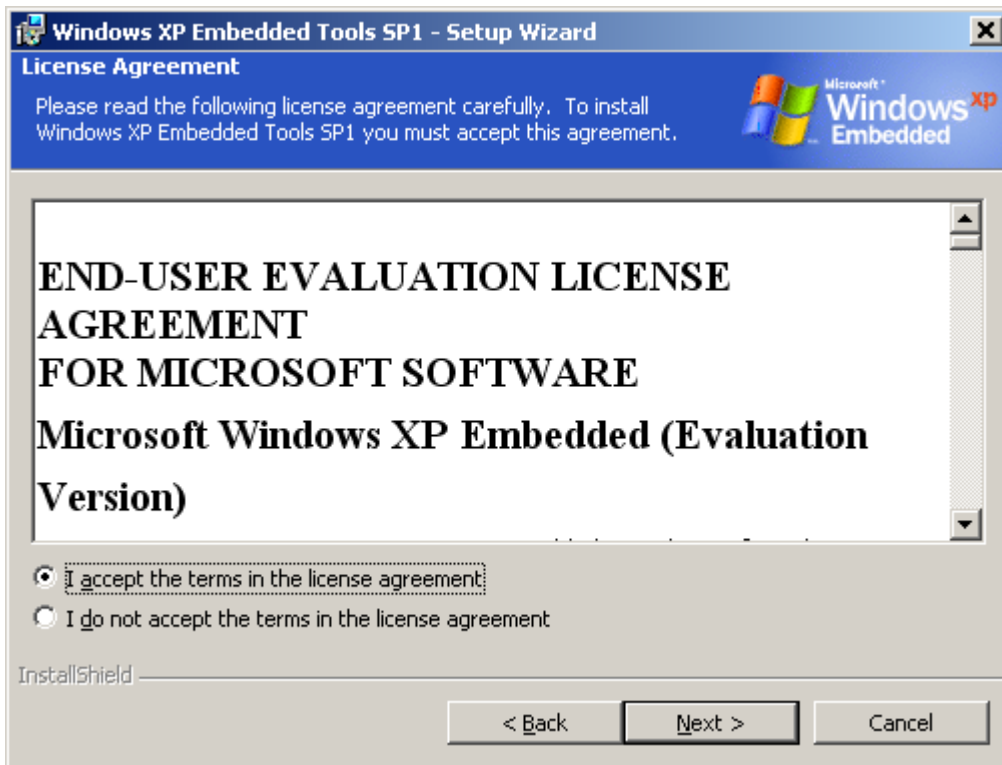 Windows XP Embedded Tools SP1 - Setup Wizard
License Agreement
Please read the following license agreement carefully. To install
Windows XP Embedded Tools SP1 you must accept this agreement.
Microsoft
Windows xp
Embedded
END-USER EVALUATION LICENSE
AGREEMENT
FOR MICROSOFT SOFTWARE
Microsoft Windows XP Embedded (Evaluation
Version)
I accept the terms in the license agreement
I do not accept the terms in the license agreement
InstallShield
< Back
Next >
Cancel